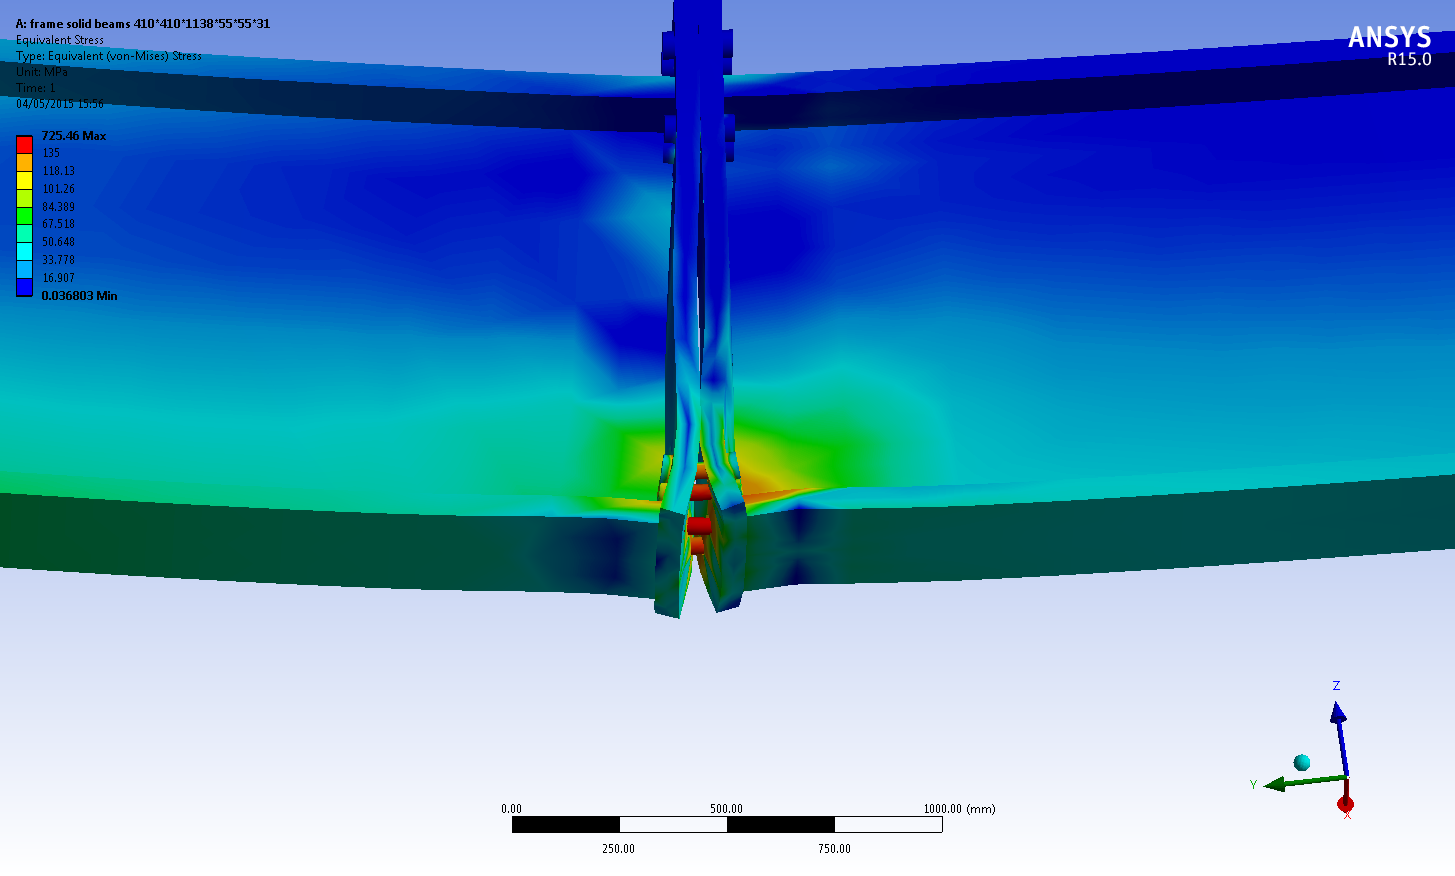 A: frame solid beams 410*410*1138*55*55*31
Equivalent Stress
Type: Equivalent (von-Mises) Stress
Unit: MPa
Time: 1
04/05/2015 15:56
725.46 Max
135
118.13
101.26
84.389
67.518
50.648
33.778
16.907
0.036803 Min
ANSYS
R15.0
Z
Y
X
0.00 500.00 1000.00 (mm)
250.00 750.00